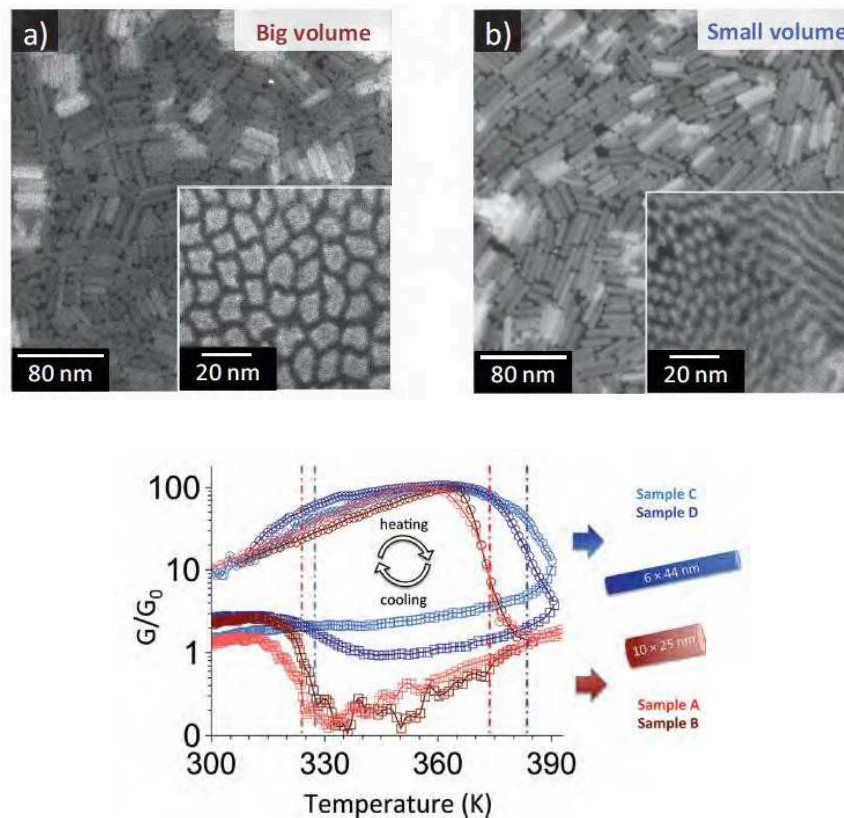 a)
Big volume
80 nm
20 nm
b)
Small volume
80 nm
20 nm
G/G0
100
10
1
0
300
330
360
390
Temperature (K)
heating
cooling
Sample C
Sample D
6 × 44 nm
10 × 25 nm
Sample A
Sample B